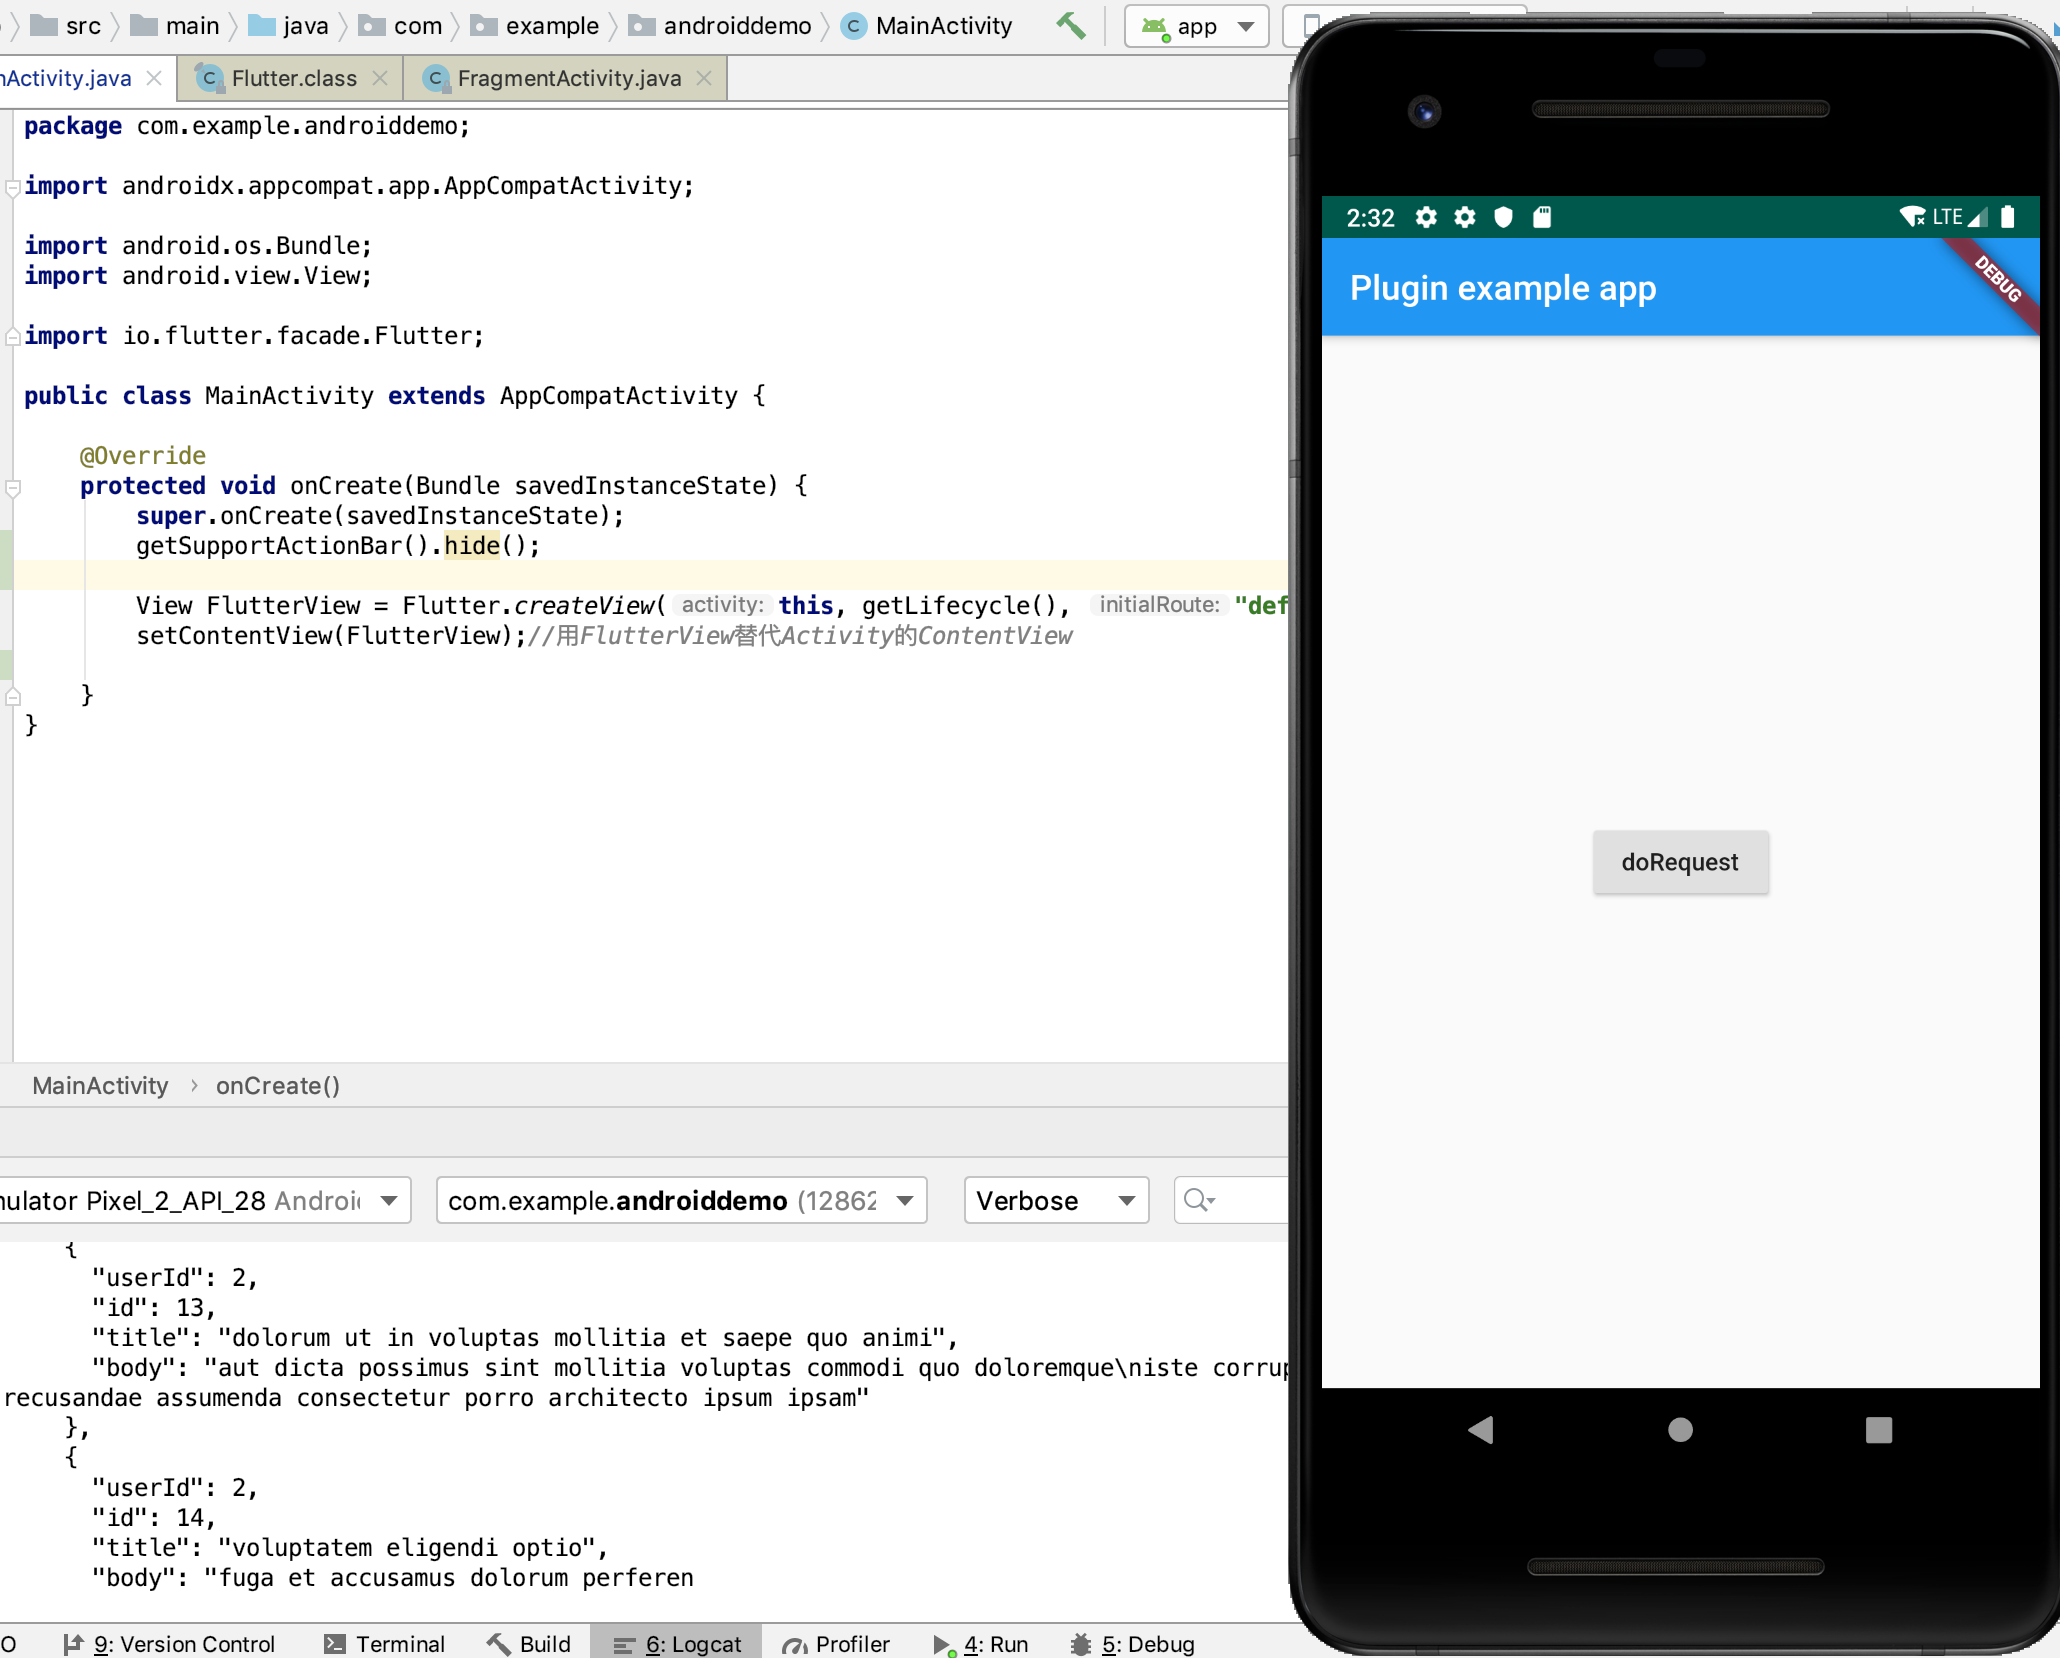 src main java com example androiddemo MainActivity app
nActivity.java Flutter.class FragmentActivity.java
package com.example.androiddemo;
import androidx.appcompat.app.AppCompatActivity;
import android.os.Bundle;
import android.view.View;
import io.flutter.facade.Flutter;
public class MainActivity extends AppCompatActivity {
@Override
protected void onCreate(Bundle savedInstanceState) {
super.onCreate(savedInstanceState);
getSupportActionBar().hide();
View FlutterView = Flutter.createView( activity: this, getLifecycle(), initialRoute: "def
setContentView(FlutterView);//用FlutterView替代Activity的ContentView
}
}
MainActivity › onCreate()
nulator Pixel_2_API_28 Androi com.example.androiddemo (12862 Verbose
{
"userId": 2,
"id": 13,
"title": "dolorum ut in voluptas mollitia et saepe quo animi",
"body": "aut dicta possimus sint mollitia voluptas commodi quo doloremque\niste corrup
recusandae assumenda consectetur porro architecto ipsum ipsam"
},
{
"userId": 2,
"id": 14,
"title": "voluptatem eligendi optio",
"body": "fuga et accusamus dolorum perferen
O 9: Version Control Terminal Build 6: Logcat Profiler 4: Run 5: Debug
2:32 LTE
Plugin example app
DEBUG
doRequest